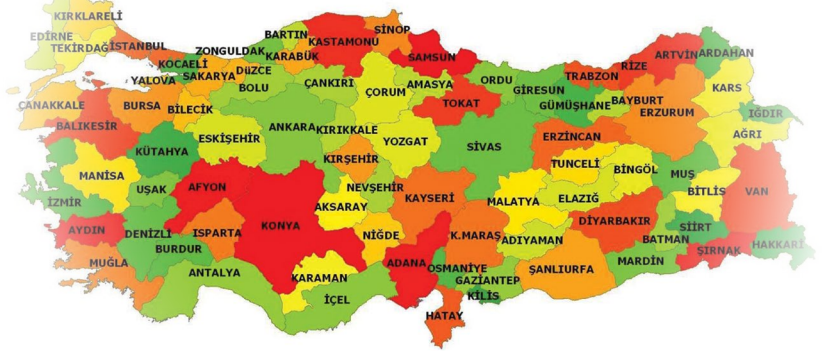 KIRKLARELİ
EDİRNE
TEKİRDAĞ
İSTANBUL
KOCAELİ
YALOVA
SAKARYA
ZONGULDAK
DüZCE
BARTIN
KARABÜK
BOLU
KASTAMONU
SİNOP
SAMSUN
ÇANKIRI
ÇORUM
AMASYA
TOKAT
ORDU
GİRESUN
TRABZON
RİZE
ARTVİN
ARDAHAN
KARS
GÜMÜŞHANE
BAYBURT
ERZURUM
IĞDIR
AĞRI
ÇANAKKALE
BALIKESİR
BURSA
BİLECİK
ESKİŞEHİR
KÜTAHYA
ANKARA
KIRIKKALE
YOZGAT
KIRŞEHİR
SİVAS
ERZİNCAN
TUNCELİ
BİNGÖL
MUŞ
BİTLİS
VAN
MANİSA
İZMİR
UŞAK
AFYON
KONYA
AKSARAY
NEVŞEHİR
KAYSERİ
NİĞDE
MALATYA
ELAZIĞ
DİYARBAKIR
BATMAN
SİİRT
ŞIRNAK
HAKKARİ
AYDIN
DENİZLİ
BURDUR
ISPARTA
MUĞLA
ANTALYA
KARAMAN
İÇEL
ADANA
K.MARAŞ
ADIYAMAN
OSMANİYE
GAZİANTEP
KİLİS
HATAY
ŞANLIURFA
MARDİN